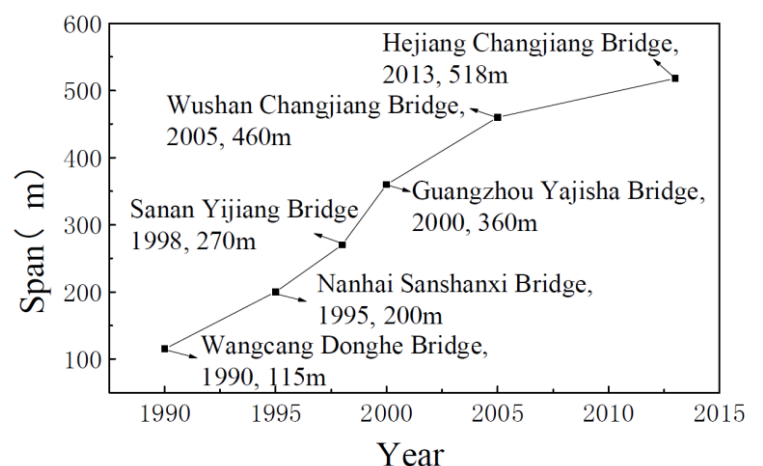 600
500
400
300
200
100
Span( m)
Hejiang Changjiang Bridge,
2013, 518m
Wushan Changjiang Bridge,
2005, 460m
Guangzhou Yajisha Bridge,
2000, 360m
Sanan Yijiang Bridge
1998, 270m
Nanhai Sanshanxi Bridge,
1995, 200m
Wangcang Donghe Bridge,
1990, 115m
1990 1995 2000 2005 2010 2015
Year